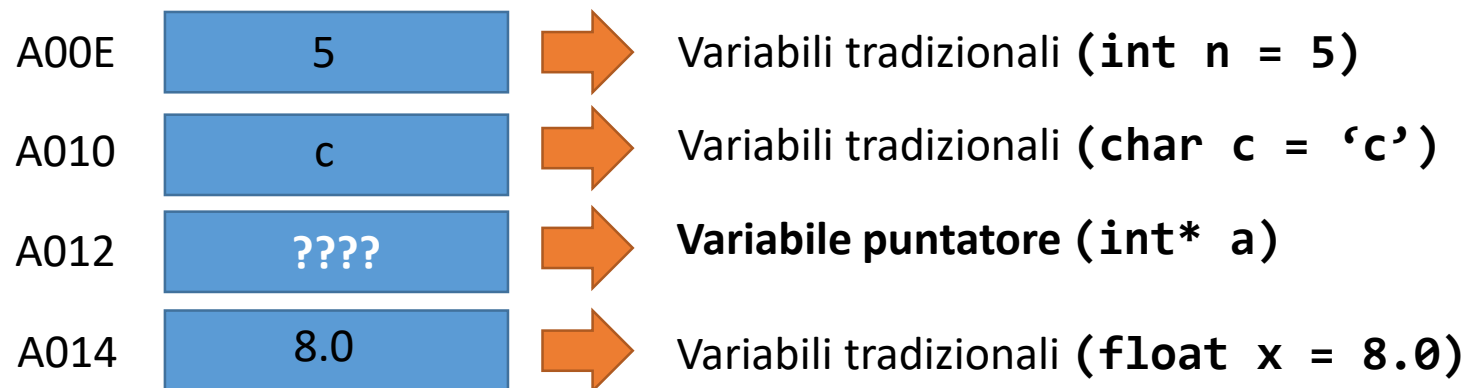 A00E 5 Variabili tradizionali (int n = 5)
A010 c Variabili tradizionali (char c = ‘c’)
A012 ???? Variabile puntatore (int* a)
A014 8.0 Variabili tradizionali (float x = 8.0)